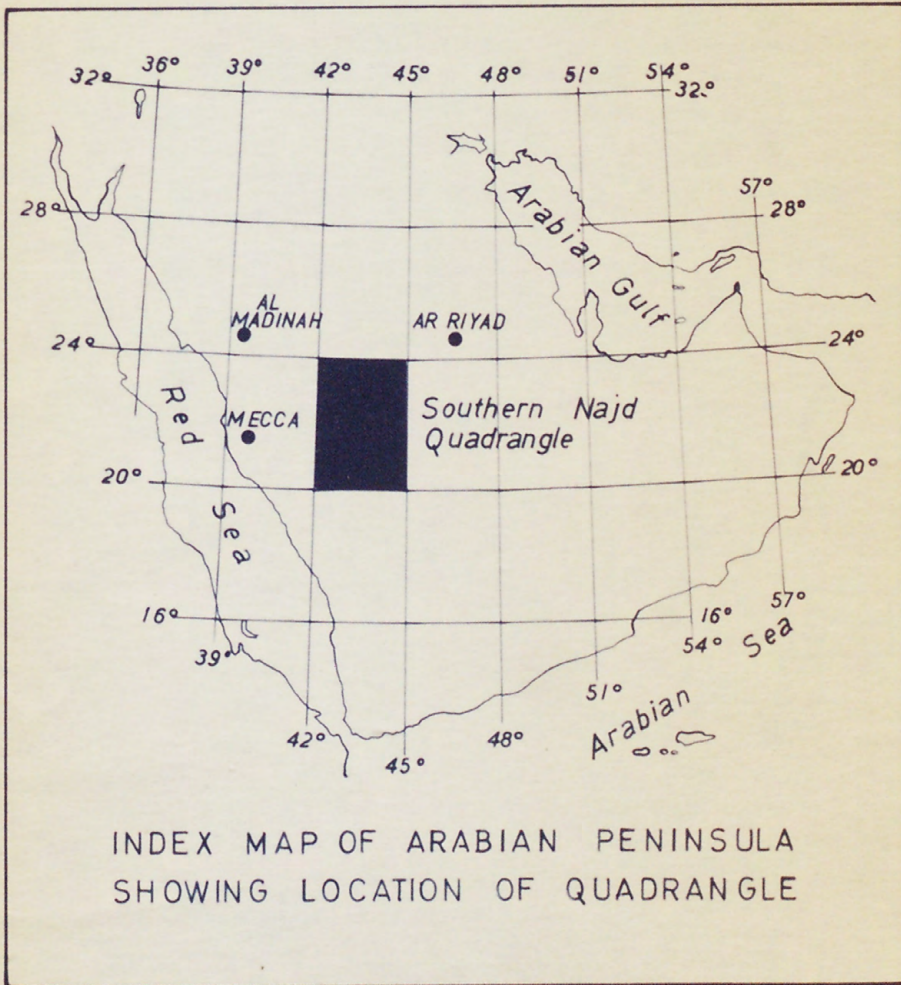 36° 39° 42° 45° 48° 51° 54°
32° 32°
57°
28° 28°
Arabian Gulf
AL
MADINAH
AR RIYAD
24° 24°
Red Sea
MECCA
Southern Najd
Quadrangle
20° 20°
16° 16°
39° 54° 57°
51°
42° 45° 48°
Arabian Sea
INDEX MAP OF ARABIAN PENINSULA
SHOWING LOCATION OF QUADRANGLE